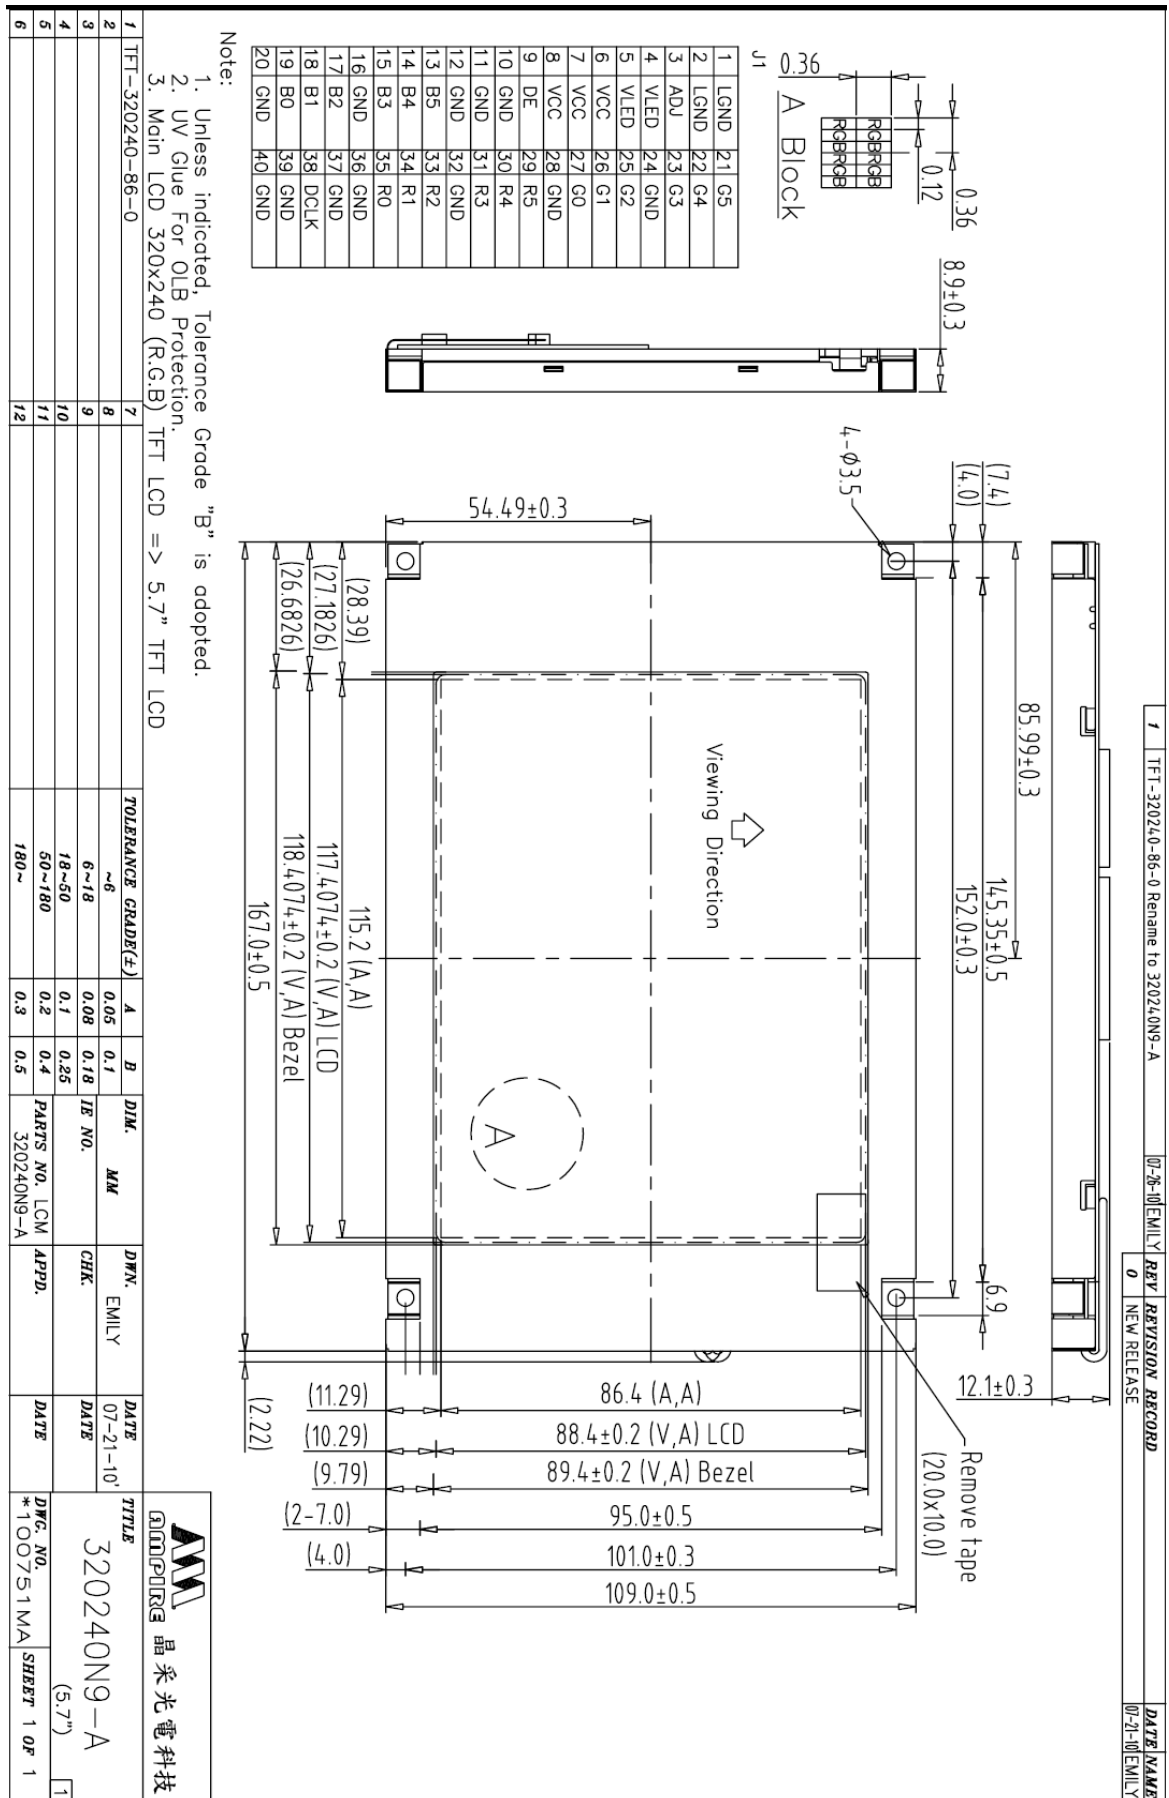 1 TFT-320240-86-0 Rename to 320240N9-A 07-26-10' EMILY
REV REVISION RECORD DATE NAME
0 NEW RELEASE 07-21-10' EMILY
0.36
0.36
0.12
RGBRGB
RGBRGB
A Block
J1
1 LGND 21 G5
2 LGND 22 G4
3 ADJ 23 G3
4 VLED 24 GND
5 VLED 25 G2
6 VCC 26 G1
7 VCC 27 G0
8 VCC 28 GND
9 DE 29 R5
10 GND 30 R4
11 GND 31 R3
12 GND 32 GND
13 B5 33 R2
14 B4 34 R1
15 B3 35 R0
16 GND 36 GND
17 B2 37 GND
18 B1 38 DCLK
19 B0 39 GND
20 GND 40 GND
8.9±0.3
85.99±0.3
145.35±0.5
152.0±0.3
(7.4)
(4.0)
6.9
12.1±0.3
4-Ø3.5
54.49±0.3
Viewing Direction
A
Remove tape
(20.0x10.0)
(28.39)
115.2 (A,A)
(27.1826)
117.4074±0.2 (V,A) LCD
(26.6826)
118.4074±0.2 (V,A) Bezel
167.0±0.5
(2.22)
(11.29) 86.4 (A,A)
(10.29) 88.4±0.2 (V,A) LCD
(9.79) 89.4±0.2 (V,A) Bezel
(2-7.0) 95.0±0.5
(4.0) 101.0±0.3
109.0±0.5
Note:
1. Unless indicated, Tolerance Grade "B" is adopted.
2. UV Glue For OLB Protection.
3. Main LCD 320x240 (R.G.B) TFT LCD => 5.7" TFT LCD
1 TFT-320240-86-0 7
2 8
3 9
4 10
5 11
6 12
TOLERANCE GRADE(±) A B
~6 0.05 0.1
6~18 0.08 0.18
18~50 0.1 0.25
50~180 0.2 0.4
180~ 0.3 0.5
DIM. MM
IE NO.
PARTS NO. LCM
320240N9-A
DWN. EMILY
CHK.
APPD.
DATE 07-21-10'
DATE
DATE
AMPIRE 晶采光電科技
TITLE
320240N9-A
(5.7")
1
DWG. NO.
*100751MA
SHEET 1 OF 1